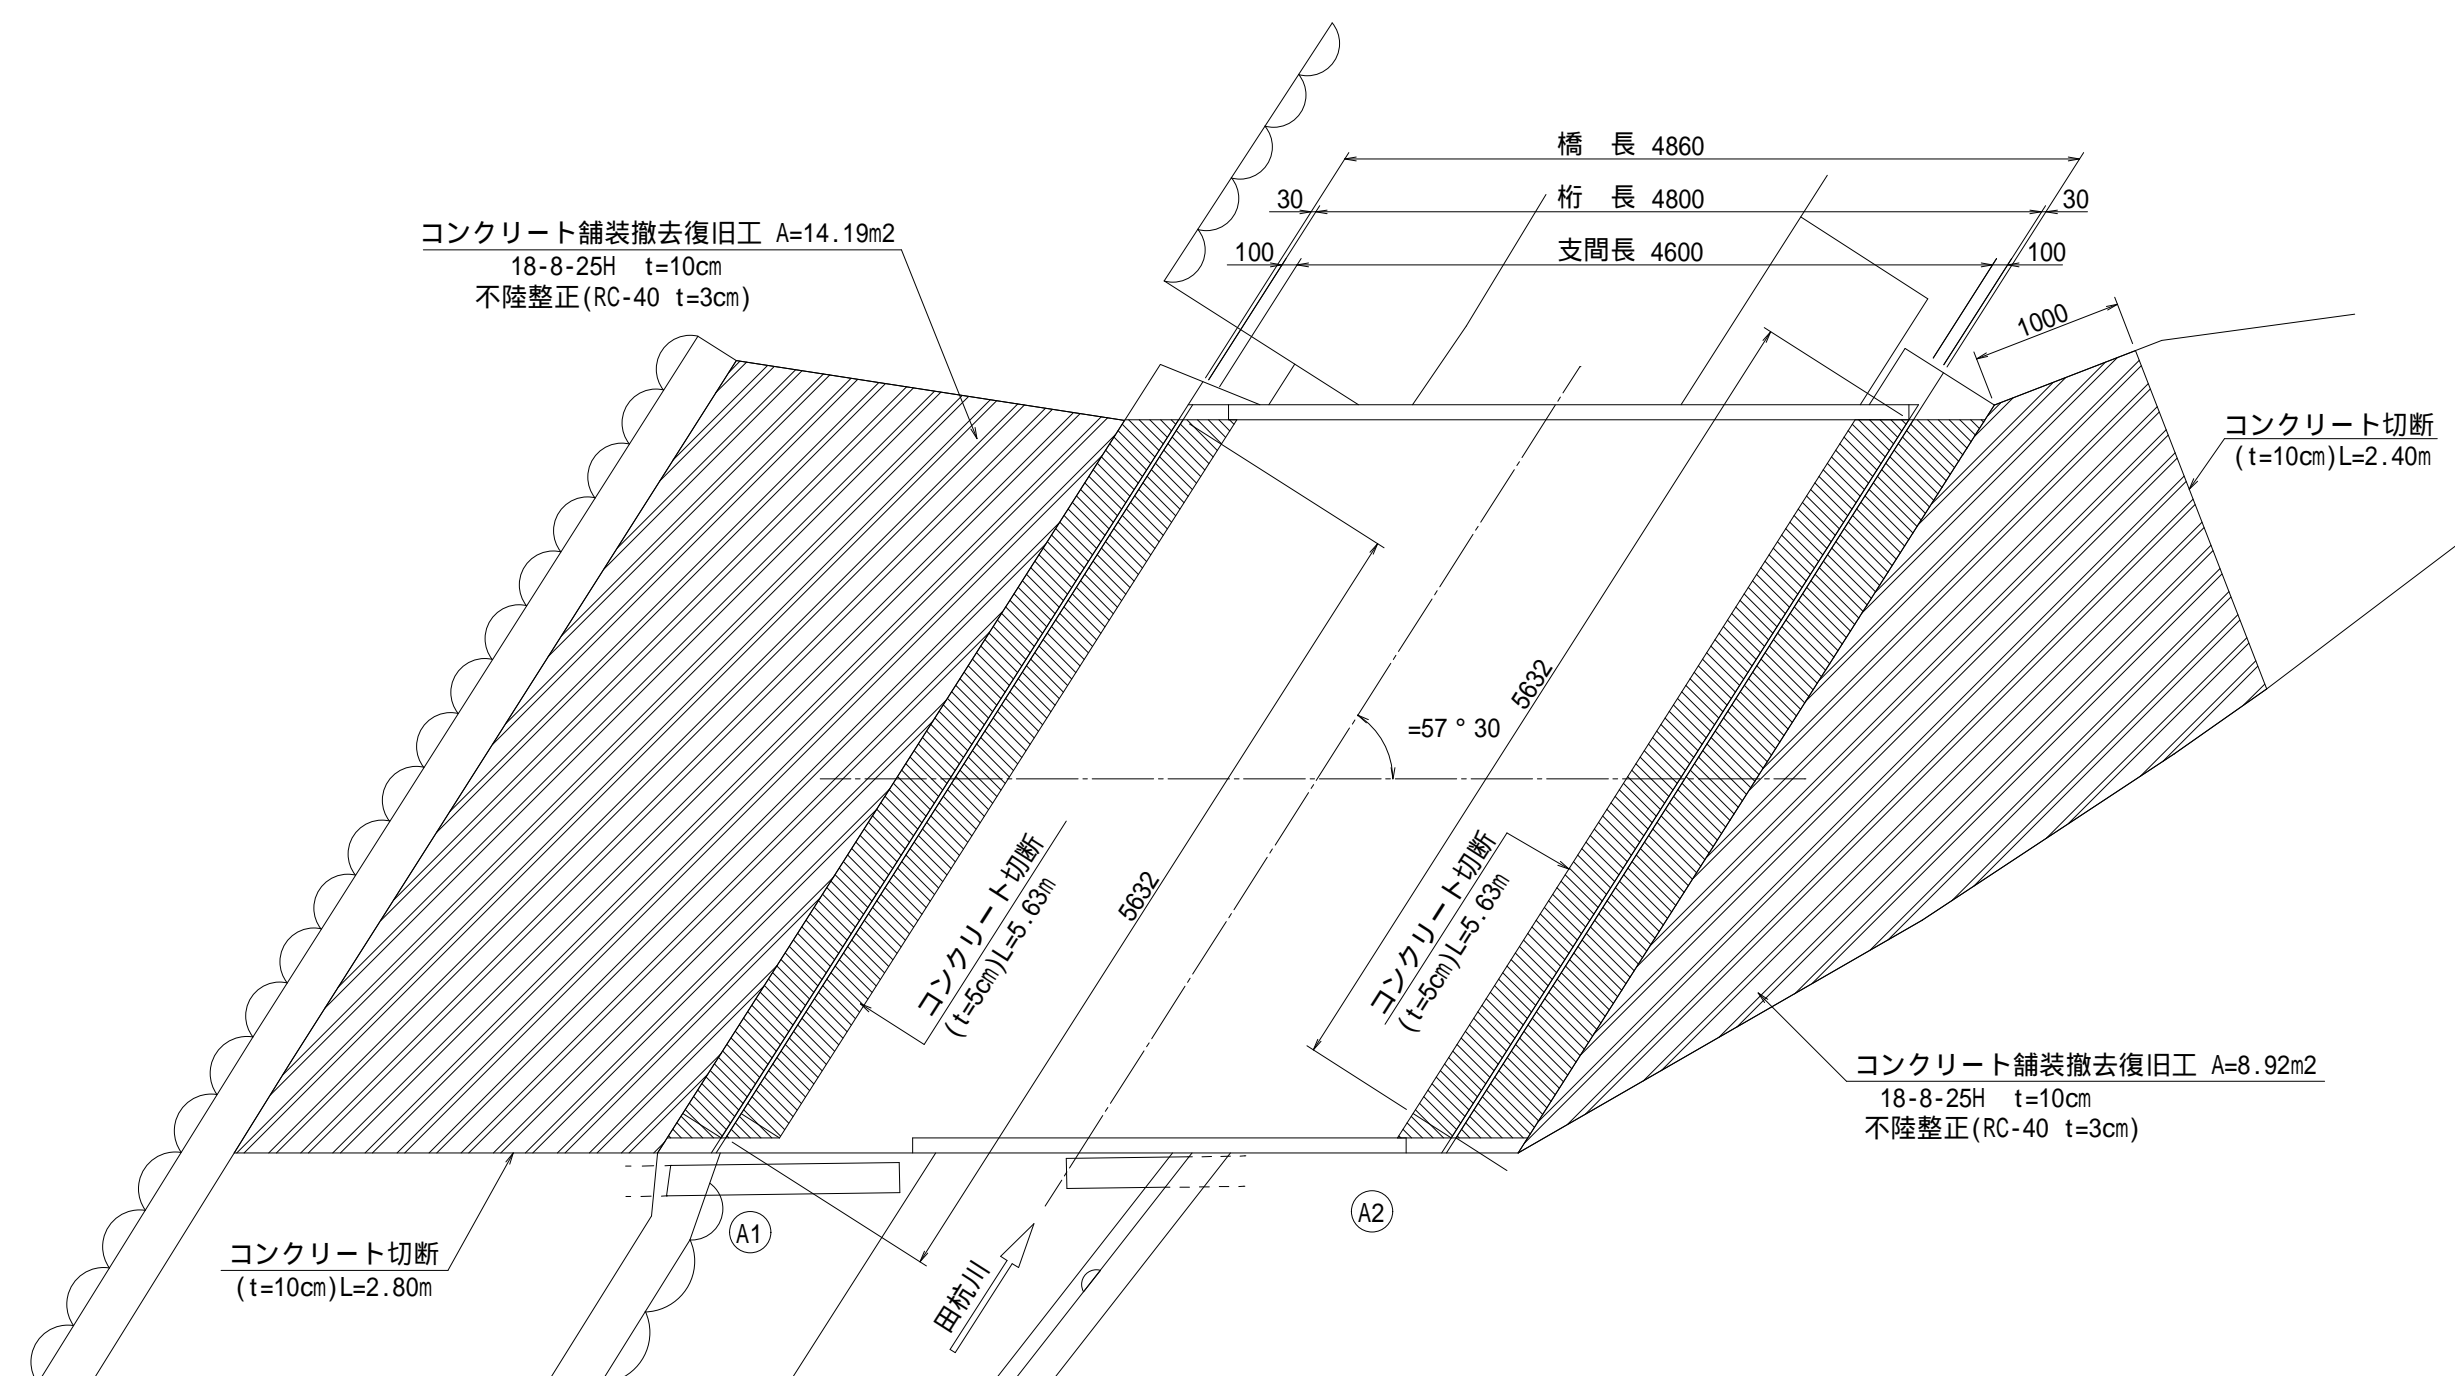 橋　長 4860
30
桁　長 4800
30
100
支間長 4600
100
コンクリート舗装撤去復旧工 A=14.19m2
18-8-25H　t=10cm
不陸整正(RC-40 t=3cm)
1000
コンクリート切断
(t=10cm)L=2.40m
5632
=57°30
コンクリート切断
(t=5cm)L=5.63m
5632
コンクリート切断
(t=5cm)L=5.63m
コンクリート舗装撤去復旧工 A=8.92m2
18-8-25H　t=10cm
不陸整正(RC-40 t=3cm)
A1
A2
コンクリート切断
(t=10cm)L=2.80m
田杭川